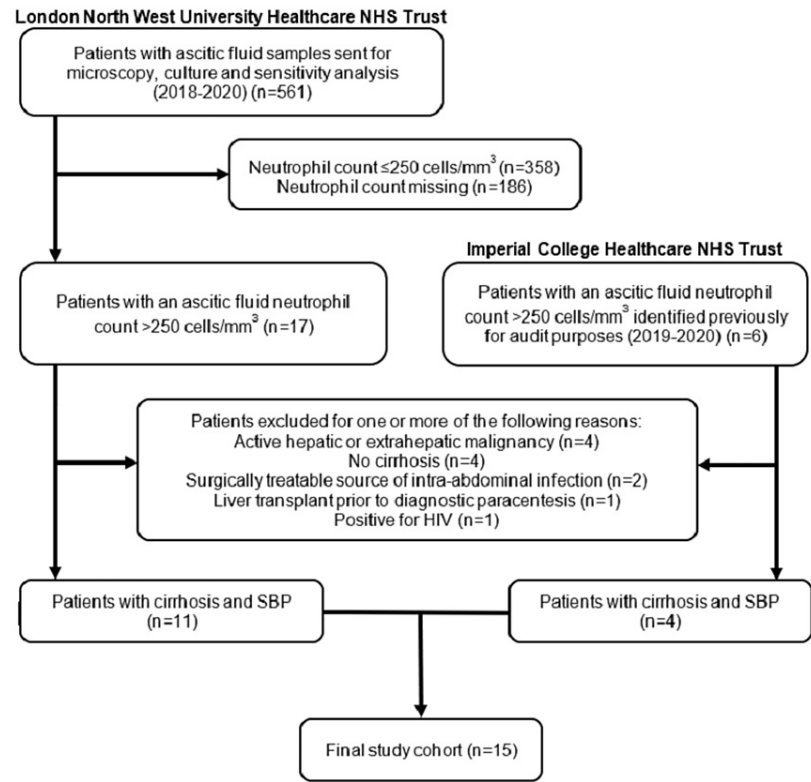 London North West University Healthcare NHS Trust
Patients with ascitic fluid samples sent for
microscopy, culture and sensitivity analysis
(2018-2020) (n=561)
Neutrophil count ≤250 cells/mm³ (n=358)
Neutrophil count missing (n=186)
Imperial College Healthcare NHS Trust
Patients with an ascitic fluid neutrophil
count >250 cells/mm³ (n=17)
Patients with an ascitic fluid neutrophil
count >250 cells/mm³ identified previously
for audit purposes (2019-2020) (n=6)
Patients excluded for one or more of the following reasons:
Active hepatic or extrahepatic malignancy (n=4)
No cirrhosis (n=4)
Surgically treatable source of intra-abdominal infection (n=2)
Liver transplant prior to diagnostic paracentesis (n=1)
Positive for HIV (n=1)
Patients with cirrhosis and SBP
(n=11)
Patients with cirrhosis and SBP
(n=4)
Final study cohort (n=15)